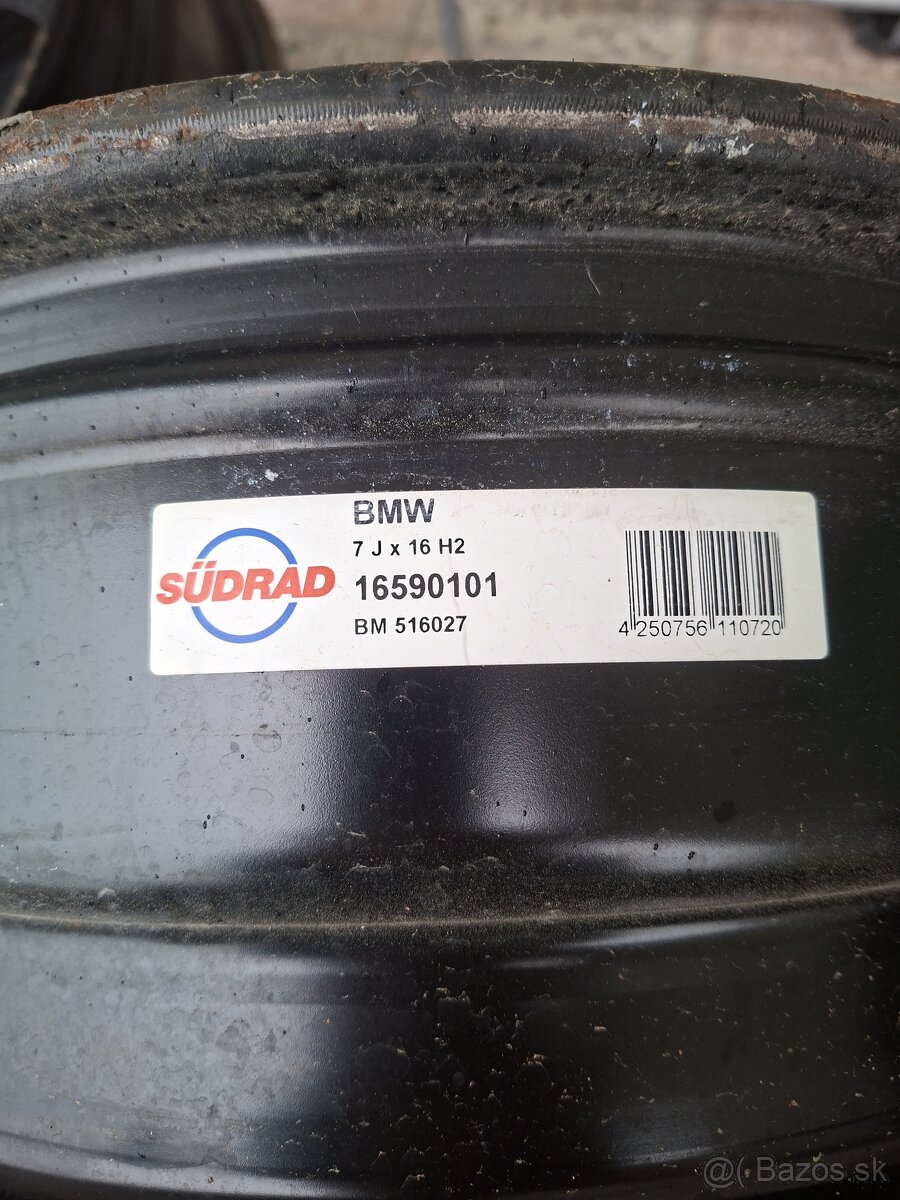 BMW
7 J x 16 H2
SÜDRAD
16590101
BM 516027
4 250756 110720
@( Bazos.sk